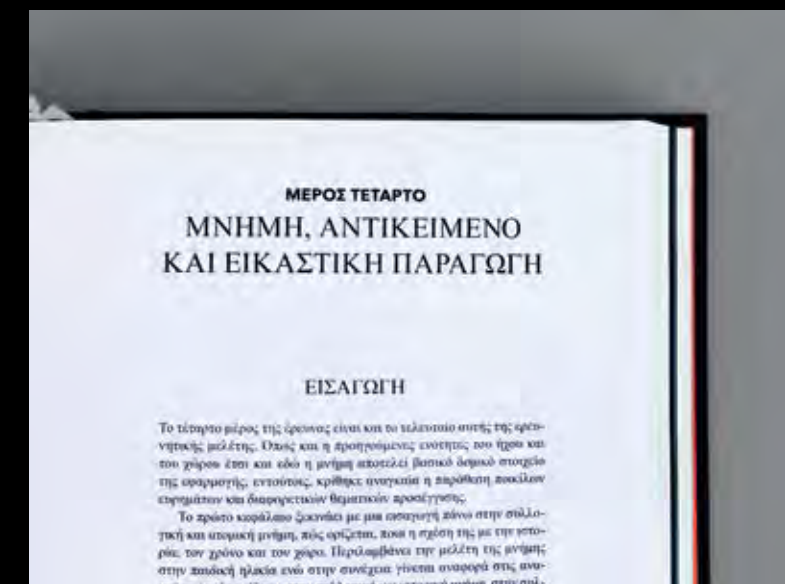 ΜΕΡΟΣ ΤΕΤΑΡΤΟ
ΜΝΗΜΗ, ΑΝΤΙΚΕΙΜΕΝΟ
ΚΑΙ ΕΙΚΑΣΤΙΚΗ ΠΑΡΑΓΩΓΗ
ΕΙΣΑΓΩΓΗ
Το τέταρτο μέρος της έρευνας είναι και το τελευταίο αυτής της ερευ-
νητικής μελέτης. Όπως και η προηγούμενες ενότητες του ήχου και
του χώρου έτσι και εδώ η μνήμη αποτελεί βασικό δομικό στοιχείο
της εφαρμογής, εντούτοις, κρίθηκε αναγκαία η παράθεση ποικίλων
ευρημάτων και διαφορετικών θεματικών προσέγγισης.
Το πρώτο κεφάλαιο ξεκινάει με μια εισαγωγή πάνω στην συλλο-
γική και ατομική μνήμη, πώς ορίζεται, ποια η σχέση της με την ιστο-
ρία, τον χρόνο και τον χώρο. Περιλαμβάνει την μελέτη της μνήμης
στην παιδική ηλικία ενώ στην συνέχεια γίνεται αναφορά στις ανα-